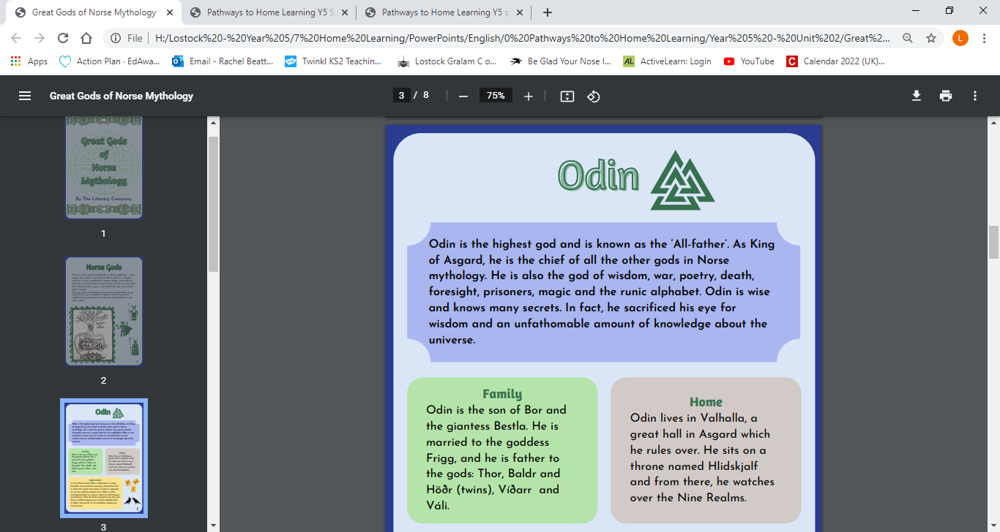 Great Gods of Norse Mythology
Pathways to Home Learning Y5 S
Pathways to Home Learning Y5 s
File
H:/Lostock%20-%20Year%205/7%20Home%20Learning/PowerPoints/English/0%20Pathways%20to%20Home%20Learning/Year%205%20-%20Unit%202/Great%2...
L
Apps
Action Plan · EdAwa...
Email - Rachel Beatt...
Twinkl KS2 Teachin...
Lostock Gralam C o...
Be Glad Your Nose I...
AL
ActiveLearn: Login
YouTube
C
Calendar 2022 (UK)...
Great Gods of Norse Mythology
3 / 8
75%
Great Gods
of
Norse
Mythology
By The Literacy Company
1
Norse Gods
2
Odin
3
Odin
Odin is the highest god and is known as the ‘All-father’. As King
of Asgard, he is the chief of all the other gods in Norse
mythology. He is also the god of wisdom, war, poetry, death,
foresight, prisoners, magic and the runic alphabet. Odin is wise
and knows many secrets. In fact, he sacrificed his eye for
wisdom and an unfathomable amount of knowledge about the
universe.
Family
Odin is the son of Bor and
the giantess Bestla. He is
married to the goddess
Frigg, and he is father to
the gods: Thor, Baldr and
Höðr (twins), Víðarr and
Váli.
Home
Odin lives in Valhalla, a
great hall in Asgard which
he rules over. He sits on a
throne named Hlidskjalf
and from there, he watches
over the Nine Realms.